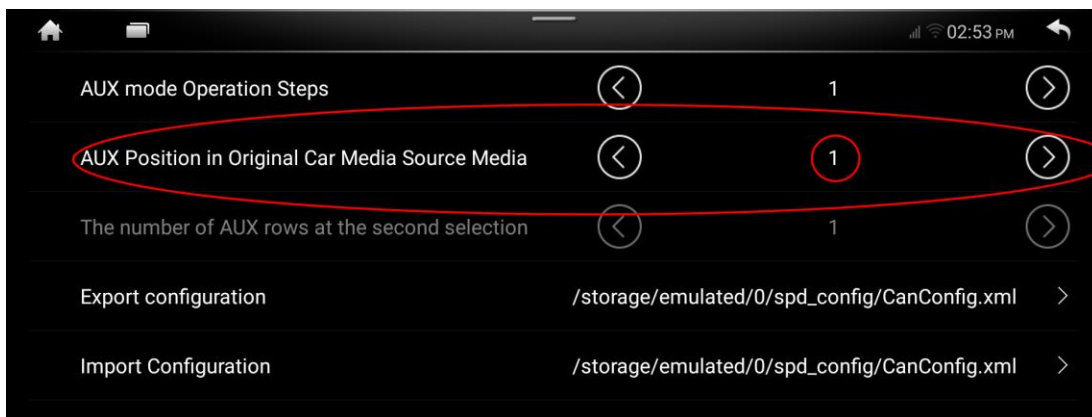 02:53 PM
AUX mode Operation Steps 1
AUX Position in Original Car Media Source Media 1
The number of AUX rows at the second selection 1
Export configuration /storage/emulated/0/spd_config/CanConfig.xml
Import Configuration /storage/emulated/0/spd_config/CanConfig.xml